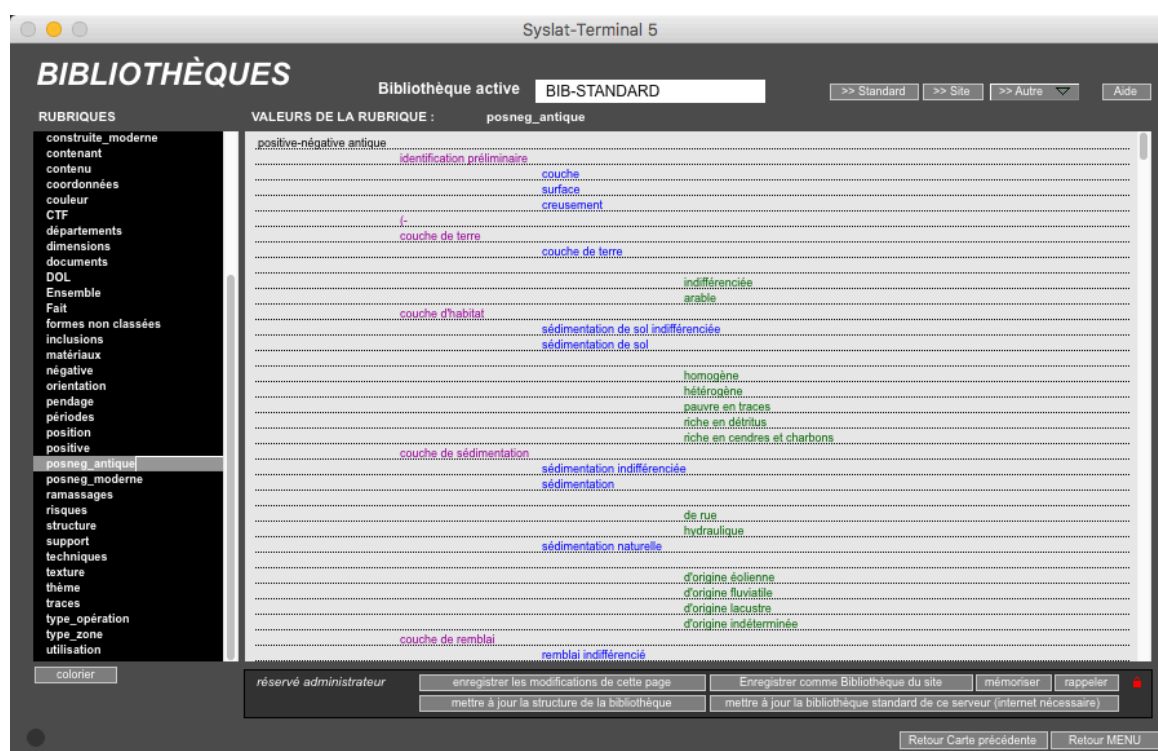 Syslat-Terminal 5
BIBLIOTHÈQUES
Bibliothèque active BIB-STANDARD >> Standard >> Site >> Autre Aide
RUBRIQUES
construite_moderne
contenant
contenu
coordonnées
couleur
CTF
départements
dimensions
documents
DOL
Ensemble
Fait
formes non classées
inclusions
matériaux
négative
orientation
pendage
périodes
position
positive
posneg_antique
posneg_moderne
ramassages
risques
structure
support
techniques
texture
thème
traces
type_opération
type_zone
utilisation
colorier
VALEURS DE LA RUBRIQUE : posneg_antique
positive-négative antique
identification préliminaire
couche
surface
creusement
(-
couche de terre
couche de terre
indifférenciée
arable
couche d'habitat
sédimentation de sol indifférenciée
sédimentation de sol
homogène
hétérogène
pauvre en traces
riche en détritus
riche en cendres et charbons
couche de sédimentation
sédimentation indifférenciée
sédimentation
de rue
hydraulique
sédimentation naturelle
d'origine éolienne
d'origine fluviatile
d'origine lacustre
d'origine indéterminée
couche de remblai
remblai indifférencié
réservé administrateur enregistrer les modifications de cette page Enregistrer comme Bibliothèque du site mémoriser rappeler
mettre à jour la structure de la bibliothèque mettre à jour la bibliothèque standard de ce serveur (internet nécessaire)
Retour Carte précédente Retour MENU